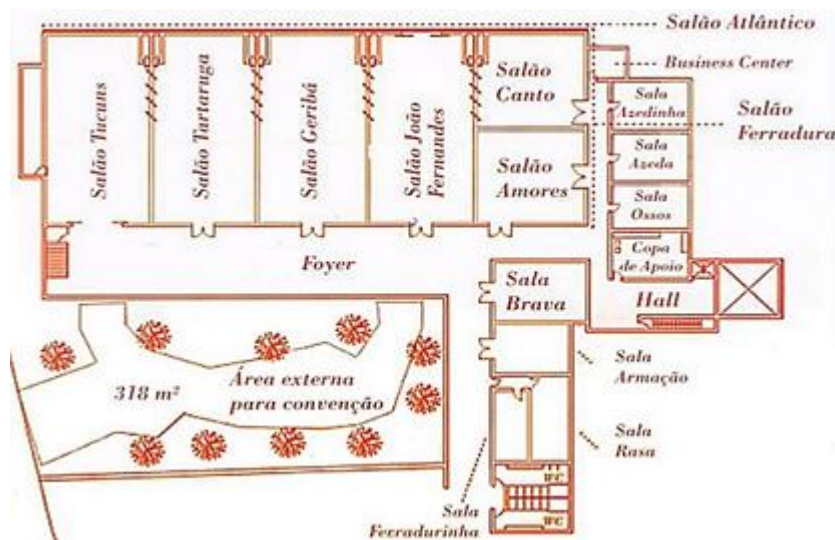 Salão Atlântico
Business Center
Salão Tucuns
Salão Tartaruga
Salão Geribá
Salão João
Fernandes
Salão
Canto
Sala
Azedinha
Salão
Ferradura
Salão
Amores
Sala
Azeda
Sala
Ossos
Copa
de Apoio
Foyer
Sala
Brava
Hall
318 m²
Área externa
para convenção
Sala
Armação
Sala
Rasa
WC
WC
Sala
Ferradurinha